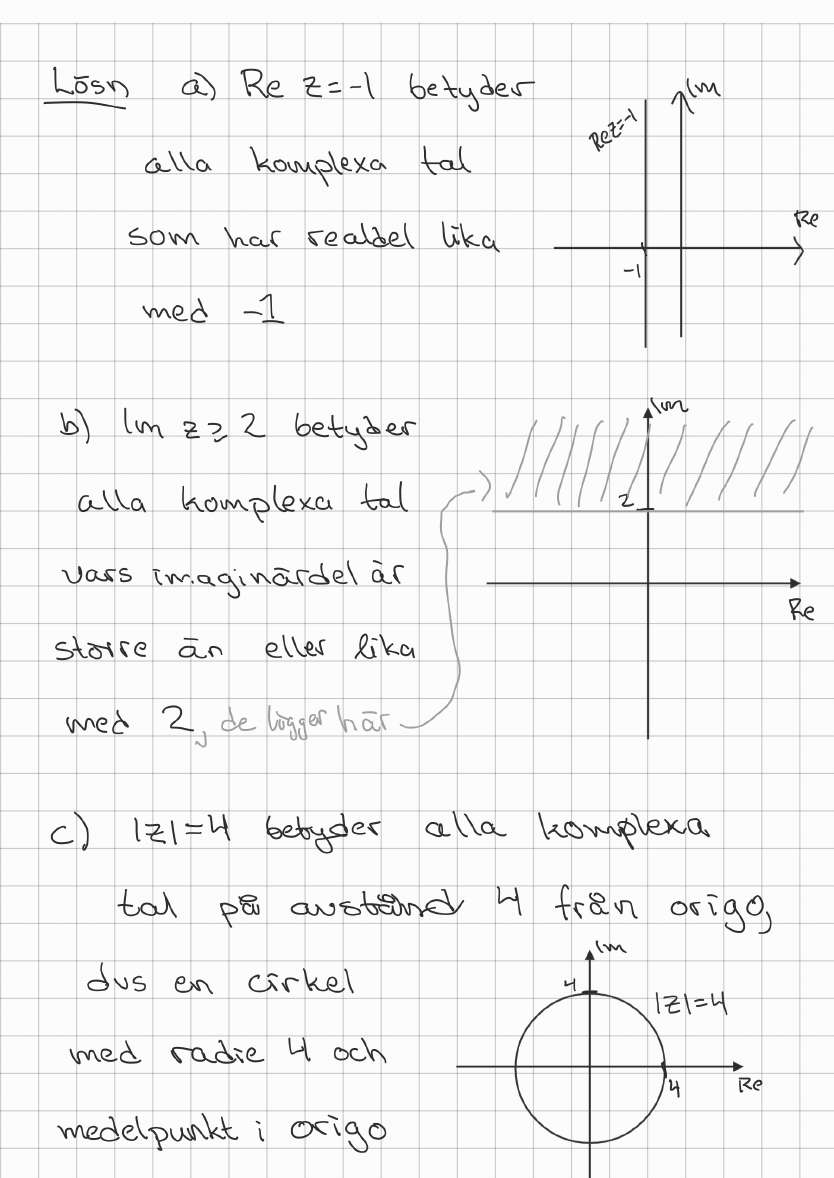 Lösn a) Re z=-1 betyder
alla komplexa tal
som har realdel lika
med -1
Re z=-1
Im
Re
-1
b) Im z ≥ 2 betyder
alla komplexa tal
vars imaginärdel är
större än eller lika
med 2, de ligger här
Im
2
Re
c) |z|=4 betyder alla komplexa
tal på avstånd 4 från origo,
dvs en cirkel
med radie 4 och
medelpunkt i origo
Im
4
|z|=4
4
Re